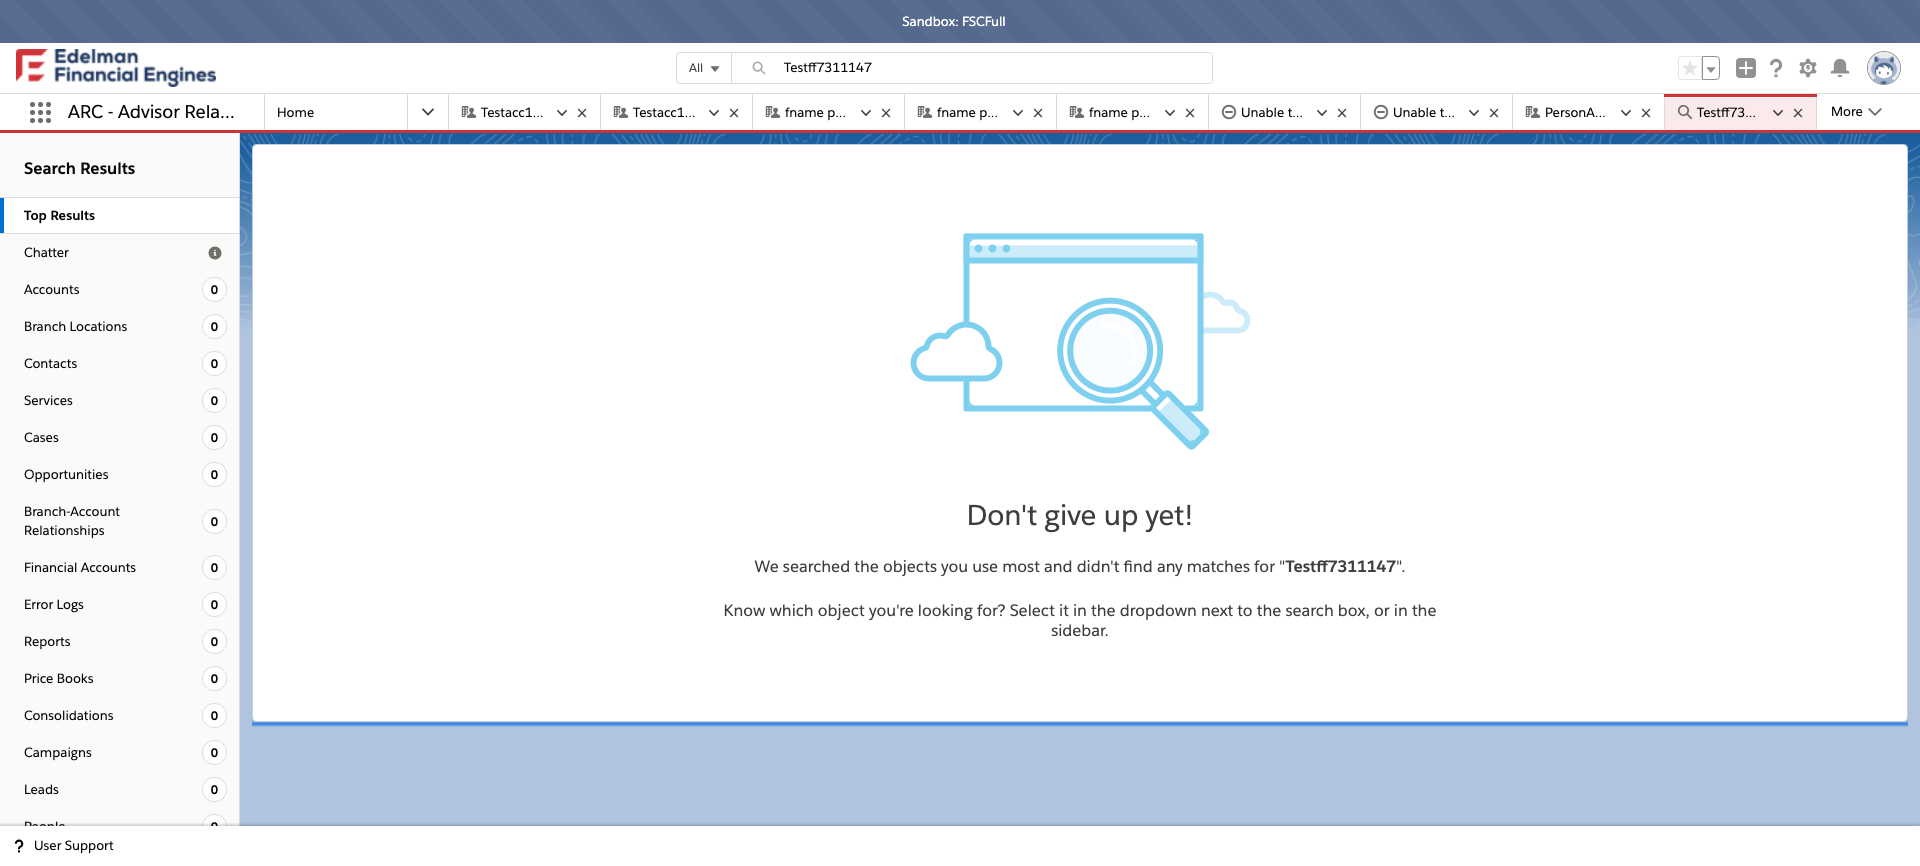 Sandbox: FSCFull
Edelman
Financial Engines
All
Testff7311147
ARC - Advisor Rela...
Home
Testacc1...
Testacc1...
fname p...
fname p...
fname p...
Unable t...
Unable t...
PersonA...
Testff73...
More
Search Results
Top Results
Chatter
Accounts 0
Branch Locations 0
Contacts 0
Services 0
Cases 0
Opportunities 0
Branch-Account
Relationships 0
Financial Accounts 0
Error Logs 0
Reports 0
Price Books 0
Consolidations 0
Campaigns 0
Leads 0
People 0
Don't give up yet!
We searched the objects you use most and didn't find any matches for "Testff7311147".
Know which object you're looking for? Select it in the dropdown next to the search box, or in the
sidebar.
? User Support